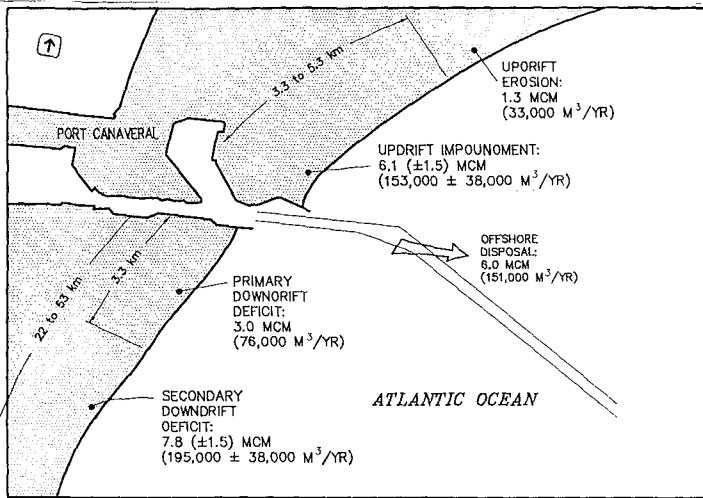 3.3 to 5.3 km
UPDRIFT
EROSION:
1.3 MCM
(33,000 M³/YR)
PORT CANAVERAL
UPDRIFT IMPOUNDMENT:
6.1 (±1.5) MCM
(153,000 ± 38,000 M³/YR)
OFFSHORE
DISPOSAL:
6.0 MCM
(151,000 M³/YR)
3.3 km
22 to 53 km
PRIMARY
DOWNDRIFT
DEFICIT:
3.0 MCM
(76,000 M³/YR)
ATLANTIC OCEAN
SECONDARY
DOWNDRIFT
DEFICIT:
7.8 (±1.5) MCM
(195,000 ± 38,000 M³/YR)